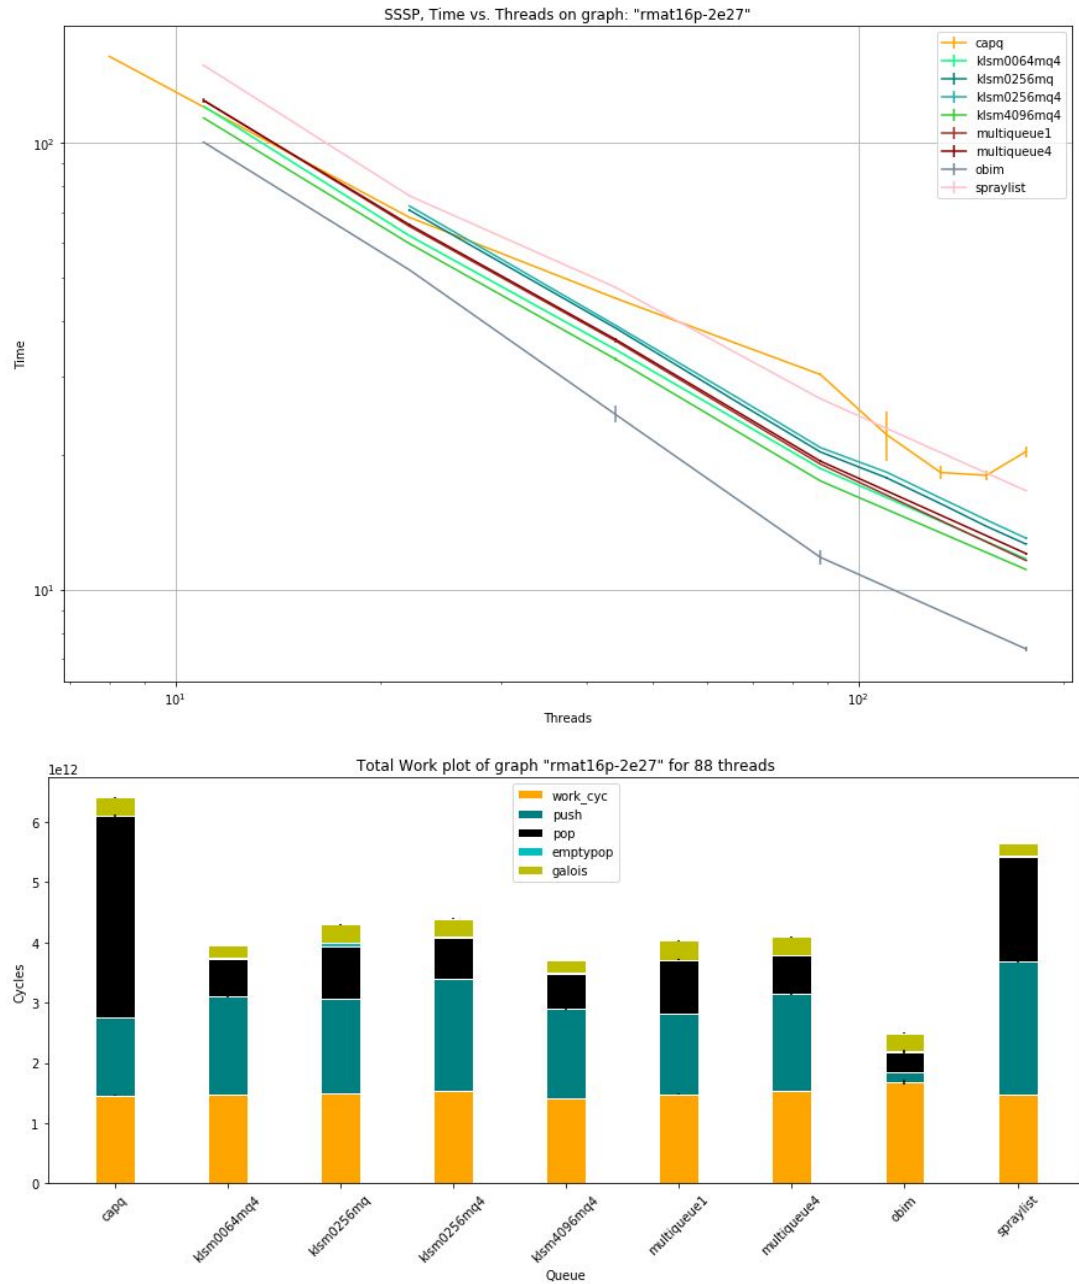 SSSP, Time vs. Threads on graph: "rmat16p-2e27"
capq
klsm0064mq4
klsm0256mq
klsm0256mq4
klsm4096mq4
multiqueue1
multiqueue4
obim
spraylist
10²
10¹
Time
10¹ 10²
Threads
Total Work plot of graph "rmat16p-2e27" for 88 threads
1e12
work_cyc
push
pop
emptypop
galois
6
5
4
3
2
1
0
Cycles
capq klsm0064mq4 klsm0256mq klsm0256mq4 klsm4096mq4 multiqueue1 multiqueue4 obim spraylist
Queue